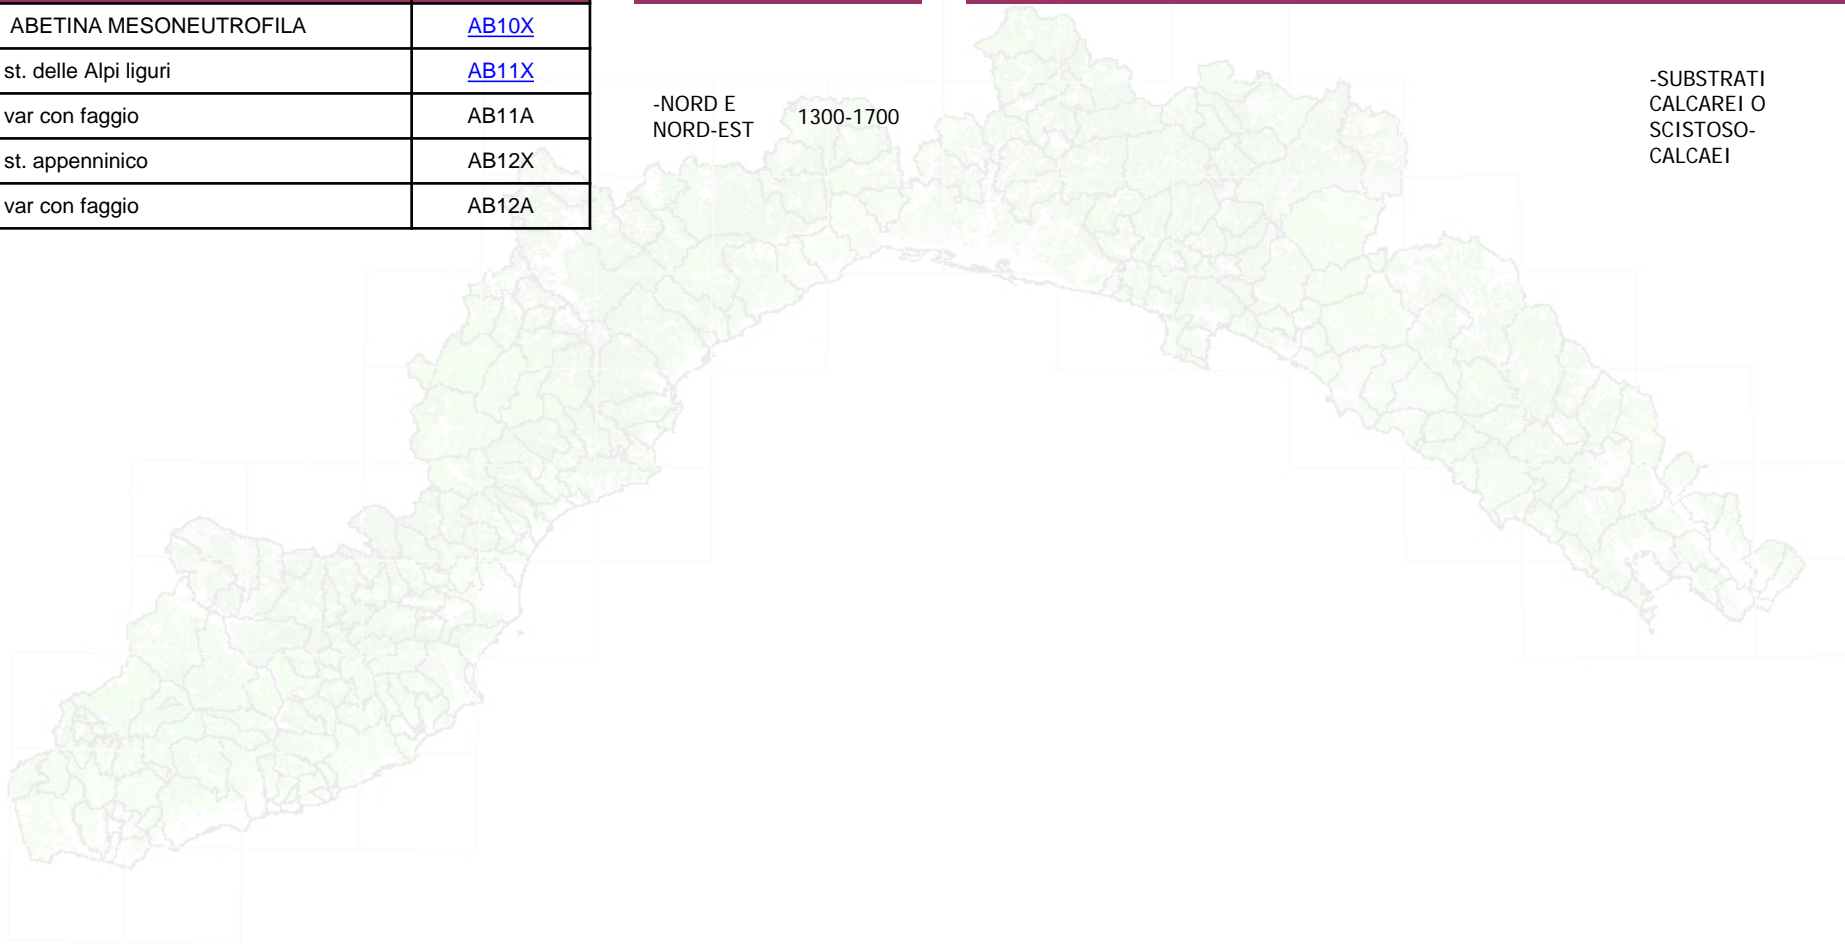 ABETINA MESONEUTROFILA AB10X
st. delle Alpi liguri AB11X
var con faggio AB11A
st. appenninico AB12X
var con faggio AB12A
-NORD E
NORD-EST
1300-1700
-SUBSTRATI
CALCAREI O
SCISTOSO-
CALCAEI